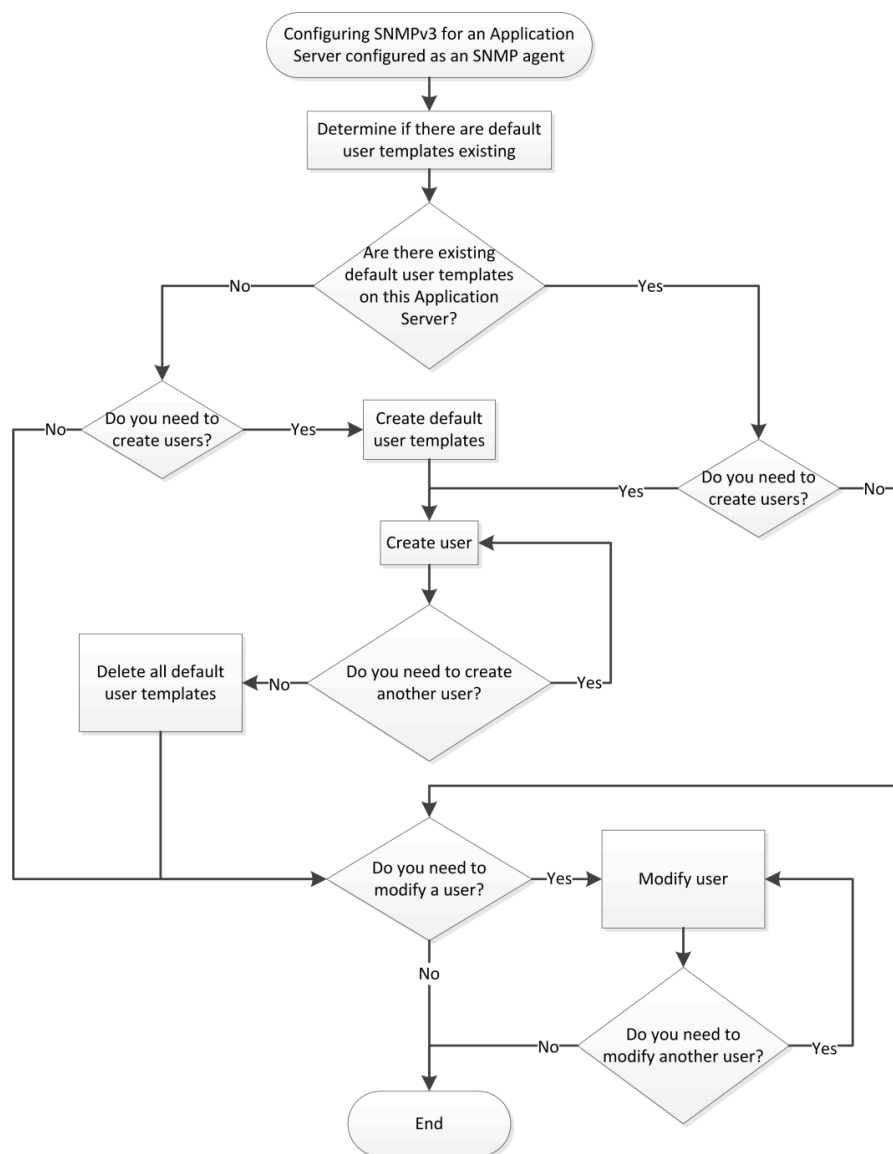 Configuring SNMPv3 for an Application
Server configured as an SNMP agent
Determine if there are default
user templates existing
Are there existing
default user templates
on this Application
Server?
No
Yes
Do you need to
create users?
No
Yes
Create default
user templates
Do you need to
create users?
Yes
No
Create user
Do you need to create
another user?
No
Yes
Delete all default
user templates
Do you need to
modify a user?
Yes
No
Modify user
Do you need to
modify another user?
No
Yes
End